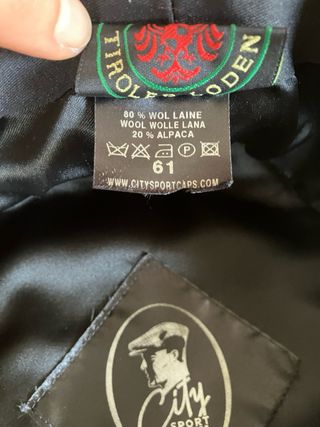 TIROLER LODEN
80 % WOL LAINE
WOOL WOLLE LANA
20 % ALPACA
P
61
WWW.CITYSPORTCAPS.COM
City
SPORT